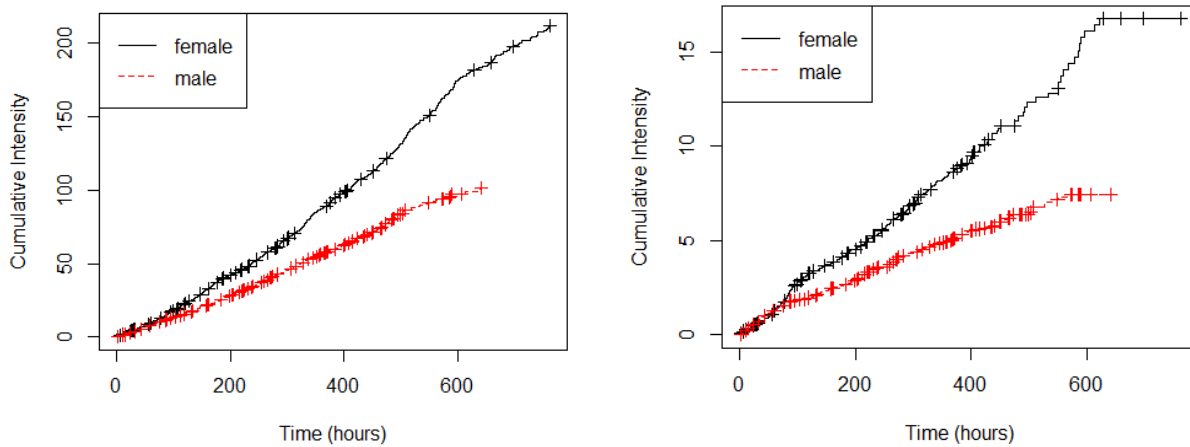 Cumulative Intensity
200
150
100
50
0
female
male
0 200 400 600
Time (hours)
Cumulative Intensity
15
10
5
0
female
male
0 200 400 600
Time (hours)